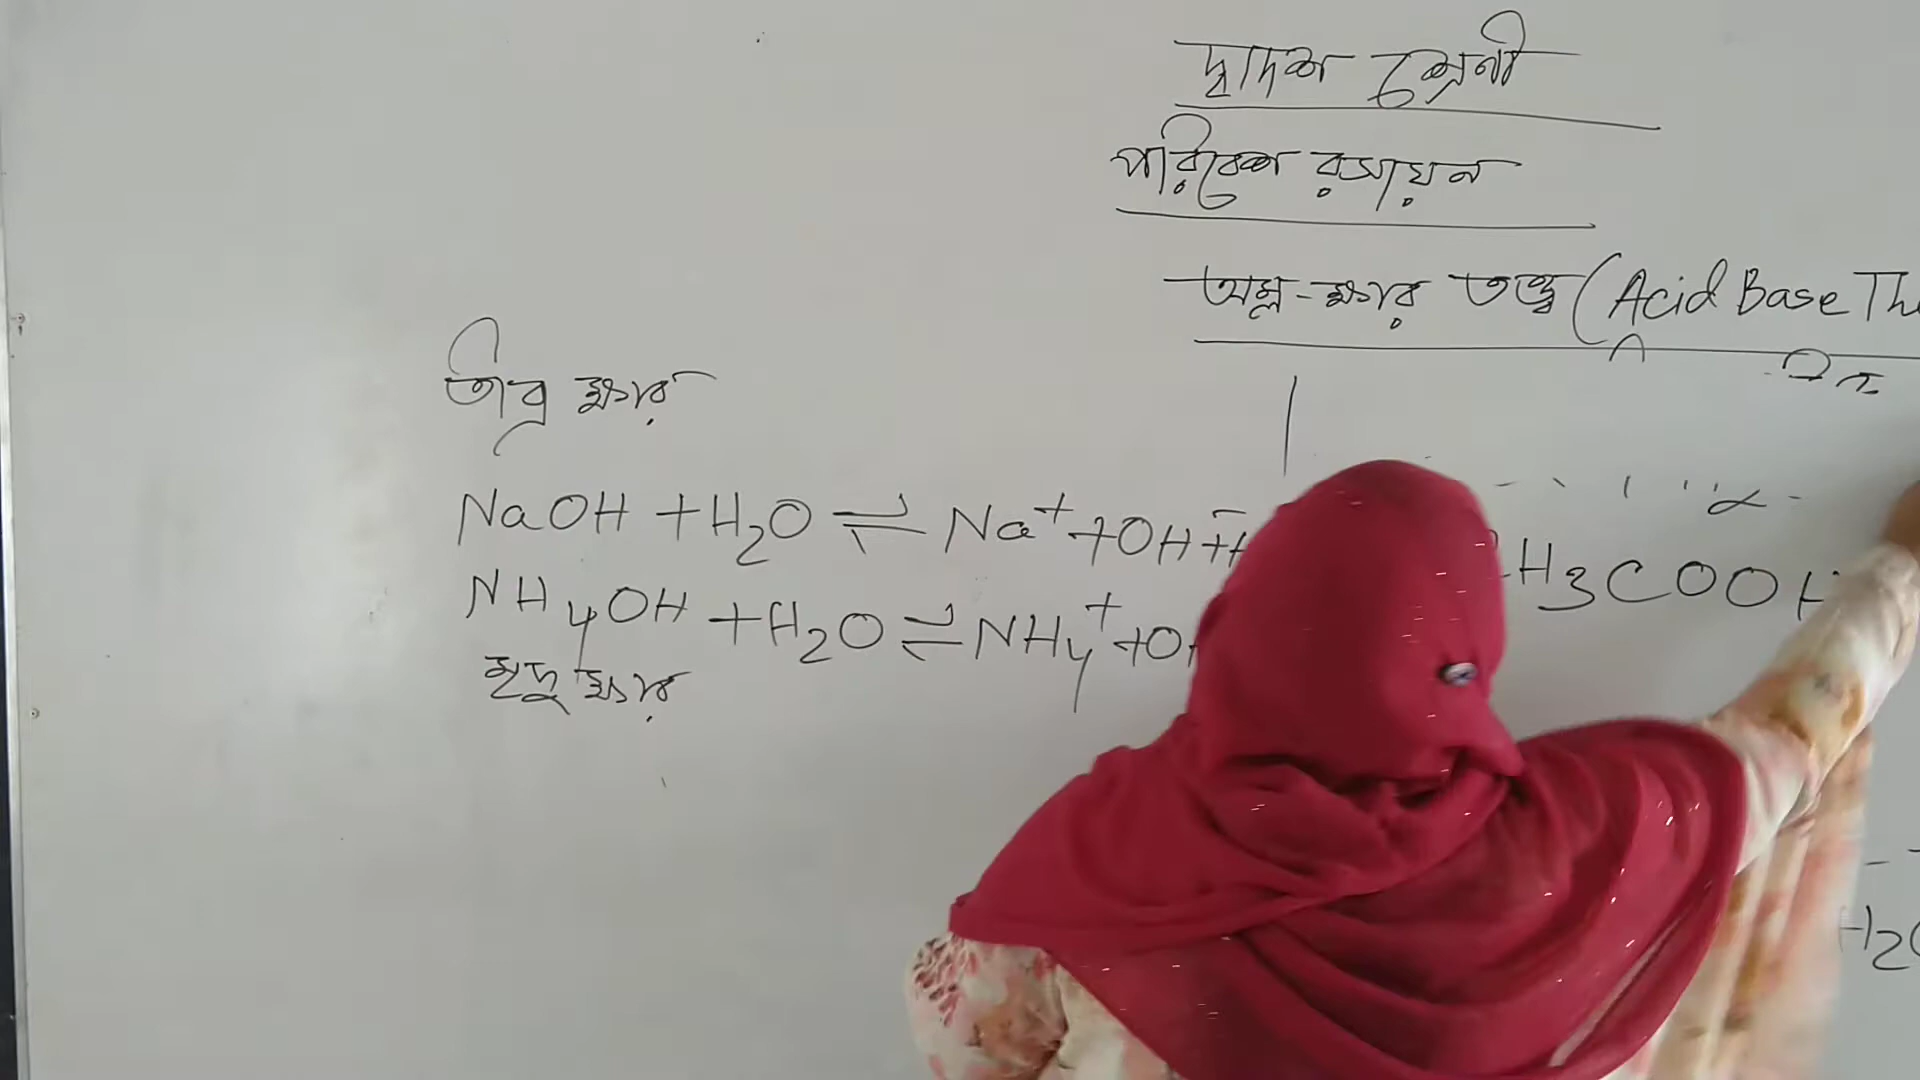 দ্বাদশ শ্রেণী
পরিবেশ রসায়ন
অম্ল-ক্ষার তত্ত্ব (Acid Base Th
তীব্র ক্ষার
NaOH + H₂O ⇌ Na⁺ + OH⁻ + H
NH₄OH + H₂O ⇌ NH₄⁺ + O
মৃদু ক্ষার
H₃COOH
H₂O